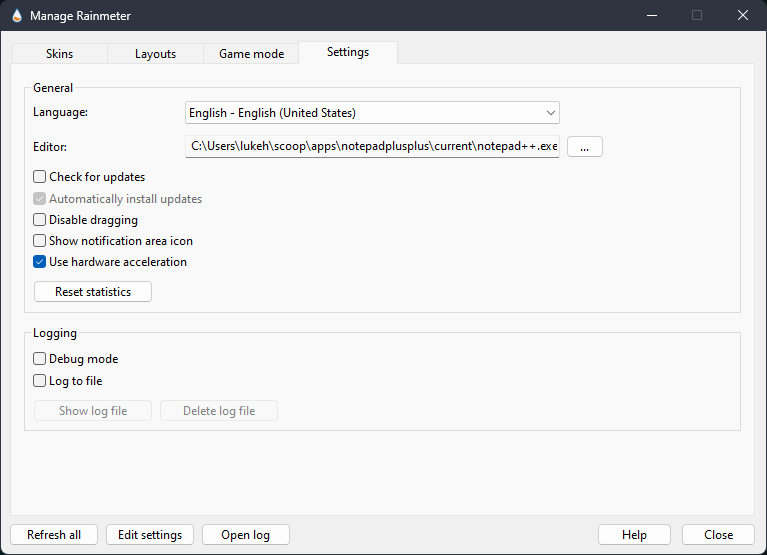 Manage Rainmeter
Skins Layouts Game mode Settings
General
Language: English - English (United States)
Editor: C:\Users\lukeh\scoop\apps\notepadplusplus\current\notepad++.exe ...
Check for updates
Automatically install updates
Disable dragging
Show notification area icon
Use hardware acceleration
Reset statistics
Logging
Debug mode
Log to file
Show log file Delete log file
Refresh all Edit settings Open log Help Close